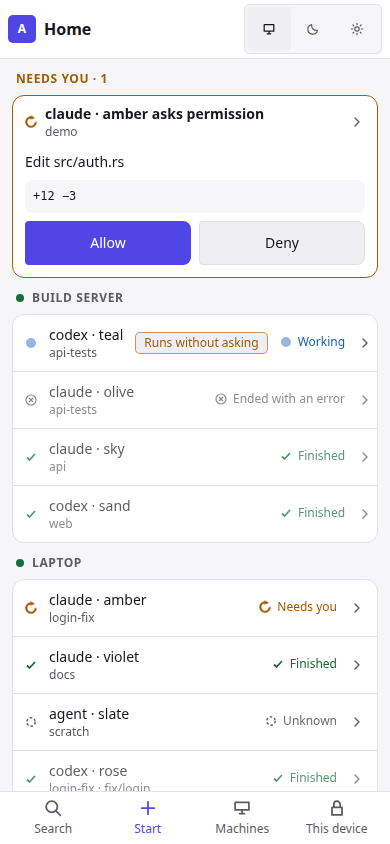 A Home
NEEDS YOU · 1
claude · amber asks permission
demo
Edit src/auth.rs
+12 −3
Allow Deny
BUILD SERVER
codex · teal Runs without asking Working
api-tests
claude · olive Ended with an error
api-tests
claude · sky Finished
api
codex · sand Finished
web
LAPTOP
claude · amber Needs you
login-fix
claude · violet Finished
docs
agent · slate Unknown
scratch
codex · rose Finished
login-fix · fix/login
Search Start Machines This device